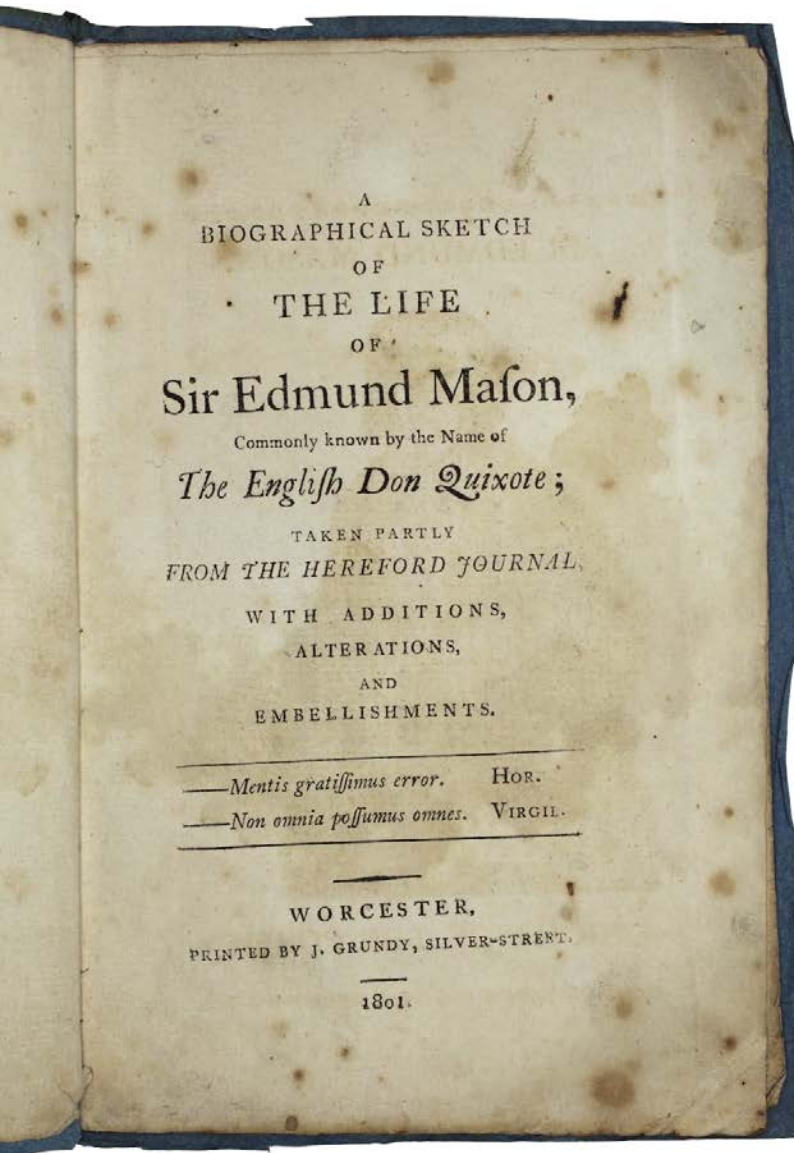 A
BIOGRAPHICAL SKETCH
OF
THE LIFE
OF
Sir Edmund Maſon,
Commonly known by the Name of
The Engliſh Don Quixote;
TAKEN PARTLY
FROM THE HEREFORD JOURNAL,
WITH ADDITIONS,
ALTERATIONS,
AND
EMBELLISHMENTS.
——Mentis gratiſſimus error. HOR.
——Non omnia poſſumus omnes. VIRGIL.
WORCESTER,
PRINTED BY J. GRUNDY, SILVER-STREET.
1801.